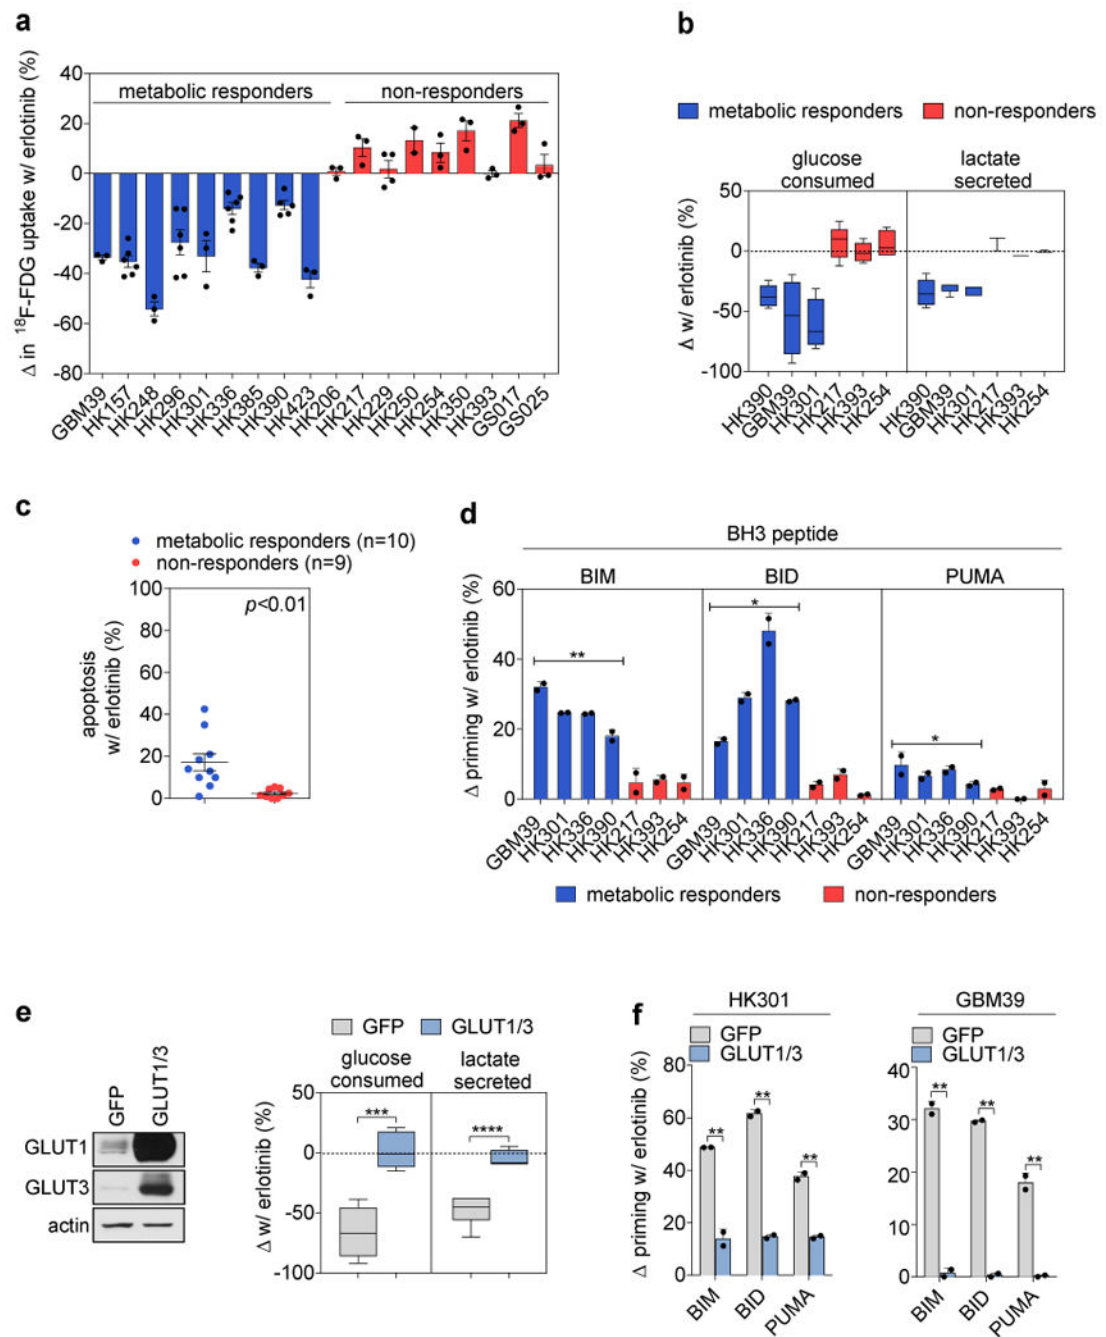 a
Δ in ¹⁸F-FDG uptake w/ erlotinib (%)
40
20
0
-20
-40
-60
-80
metabolic responders
non-responders
GBM39
HK157
HK248
HK296
HK301
HK336
HK385
HK390
HK423
HK206
HK217
HK229
HK250
HK254
HK350
HK393
GS017
GS025
b
metabolic responders
non-responders
glucose
consumed
lactate
secreted
Δ w/ erlotinib (%)
50
0
-50
-100
HK390
GBM39
HK301
HK217
HK393
HK254
HK390
GBM39
HK301
HK217
HK393
HK254
c
metabolic responders (n=10)
non-responders (n=9)
apoptosis
w/ erlotinib (%)
100
80
60
40
20
0
p<0.01
d
BH3 peptide
BIM
BID
PUMA
Δ priming w/ erlotinib (%)
60
40
20
0
**
*
*
GBM39
HK301
HK336
HK390
HK217
HK393
HK254
GBM39
HK301
HK336
HK390
HK217
HK393
HK254
GBM39
HK301
HK336
HK390
HK217
HK393
HK254
metabolic responders
non-responders
e
GFP
GLUT1/3
GLUT1
GLUT3
actin
GFP
GLUT1/3
glucose
consumed
lactate
secreted
Δ w/ erlotinib (%)
50
0
-50
-100
***
****
f
HK301
GFP
GLUT1/3
Δ priming w/ erlotinib (%)
80
60
40
20
0
**
**
**
BIM
BID
PUMA
GBM39
GFP
GLUT1/3
40
30
20
10
0
**
**
**
BIM
BID
PUMA